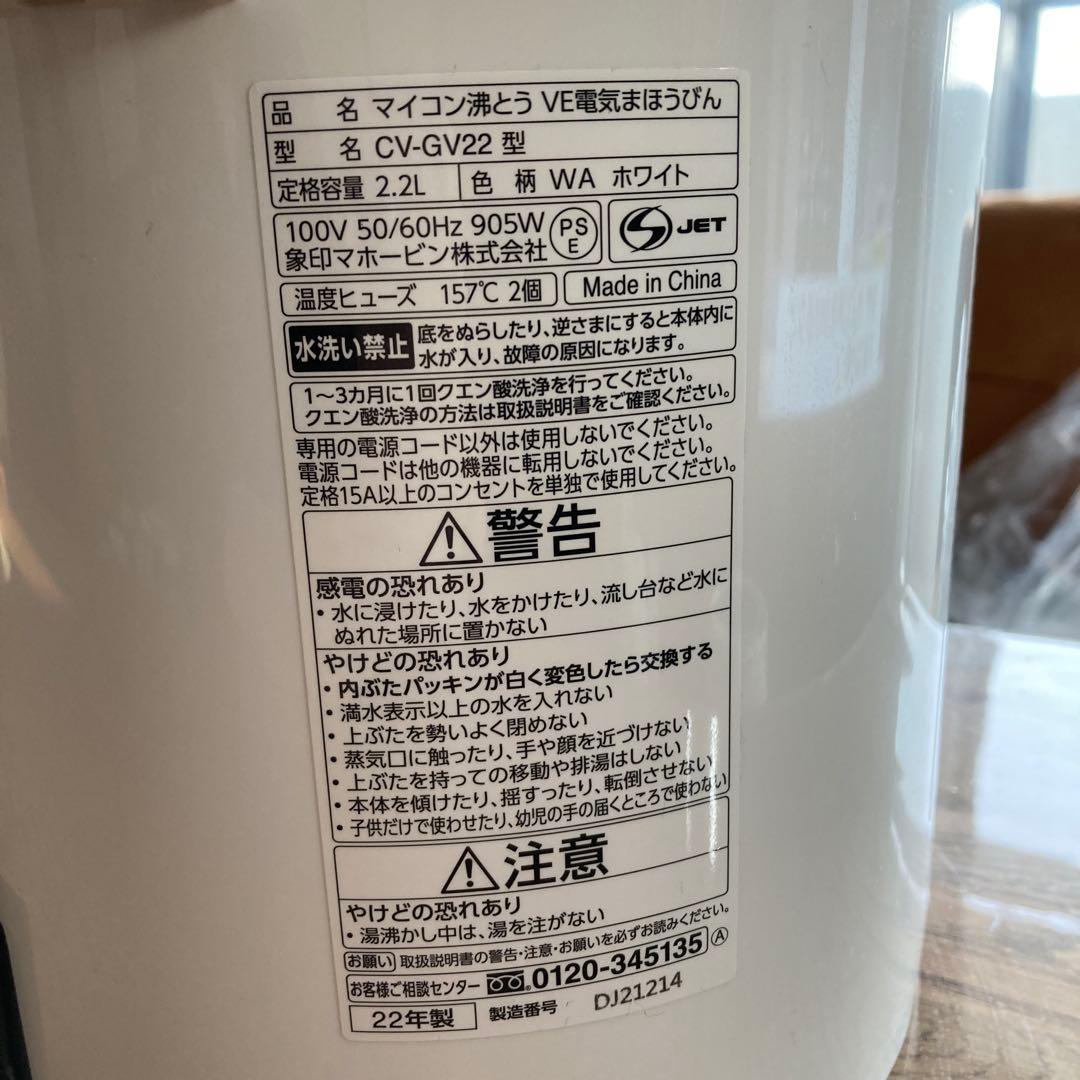 品名 マイコン沸とう VE電気まほうびん
型名 CV-GV22 型
定格容量 2.2L 色柄 WA ホワイト
100V 50/60Hz 905W
象印マホービン株式会社
PS
E
JET
温度ヒューズ 157℃ 2個 Made in China
水洗い禁止
底をぬらしたり、逆さまにすると本体内に
水が入り、故障の原因になります。
1～3カ月に1回クエン酸洗浄を行ってください。
クエン酸洗浄の方法は取扱説明書をご確認ください。
専用の電源コード以外は使用しないでください。
電源コードは他の機器に転用しないでください。
定格15A以上のコンセントを単独で使用してください。
警告
感電の恐れあり
・水に浸けたり、水をかけたり、流し台など水に
ぬれた場所に置かない
やけどの恐れあり
・内ぶたパッキンが白く変色したら交換する
・満水表示以上の水を入れない
・上ぶたを勢いよく閉めない
・蒸気口に触ったり、手や顔を近づけない
・上ぶたを持っての移動や排湯はしない
・本体を傾けたり、揺すったり、転倒させない
・子供だけで使わせたり、幼児の手の届くところで使わない
注意
やけどの恐れあり
・湯沸かし中は、湯を注がない
お願い 取扱説明書の警告・注意・お願いを必ずお読みください。
お客様ご相談センター 0120-345135 A
22年製 製造番号 DJ21214